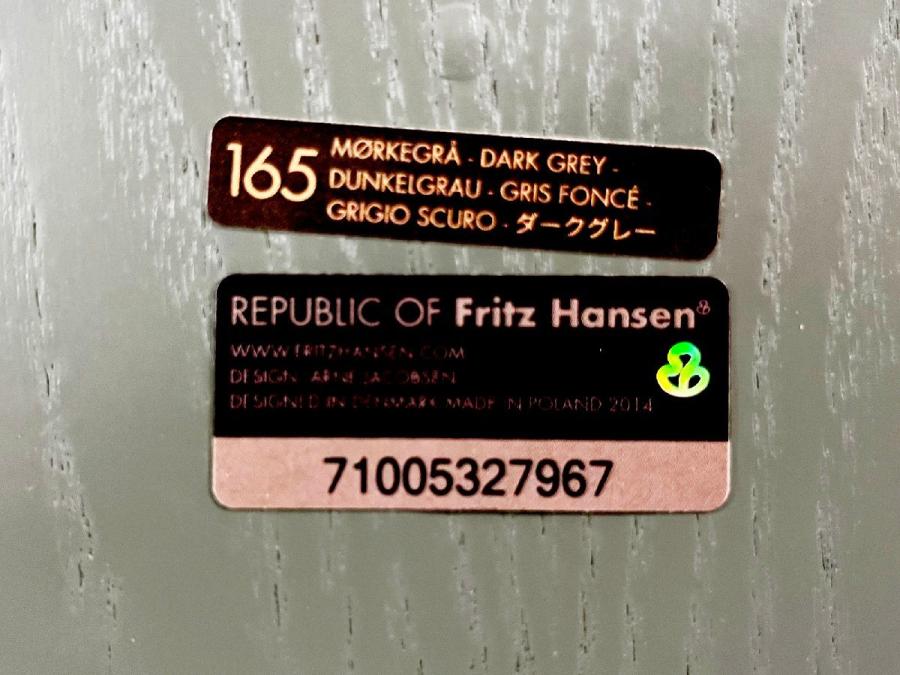 165
MØRKEGRÅ · DARK GREY ·
DUNKELGRAU · GRIS FONCÉ ·
GRIGIO SCURO · ダークグレー
REPUBLIC OF Fritz Hansen
WWW.FRITZHANSEN.COM
DESIGN: ARNE JACOBSEN
DESIGNED IN DENMARK. MADE IN POLAND 2014
71005327967